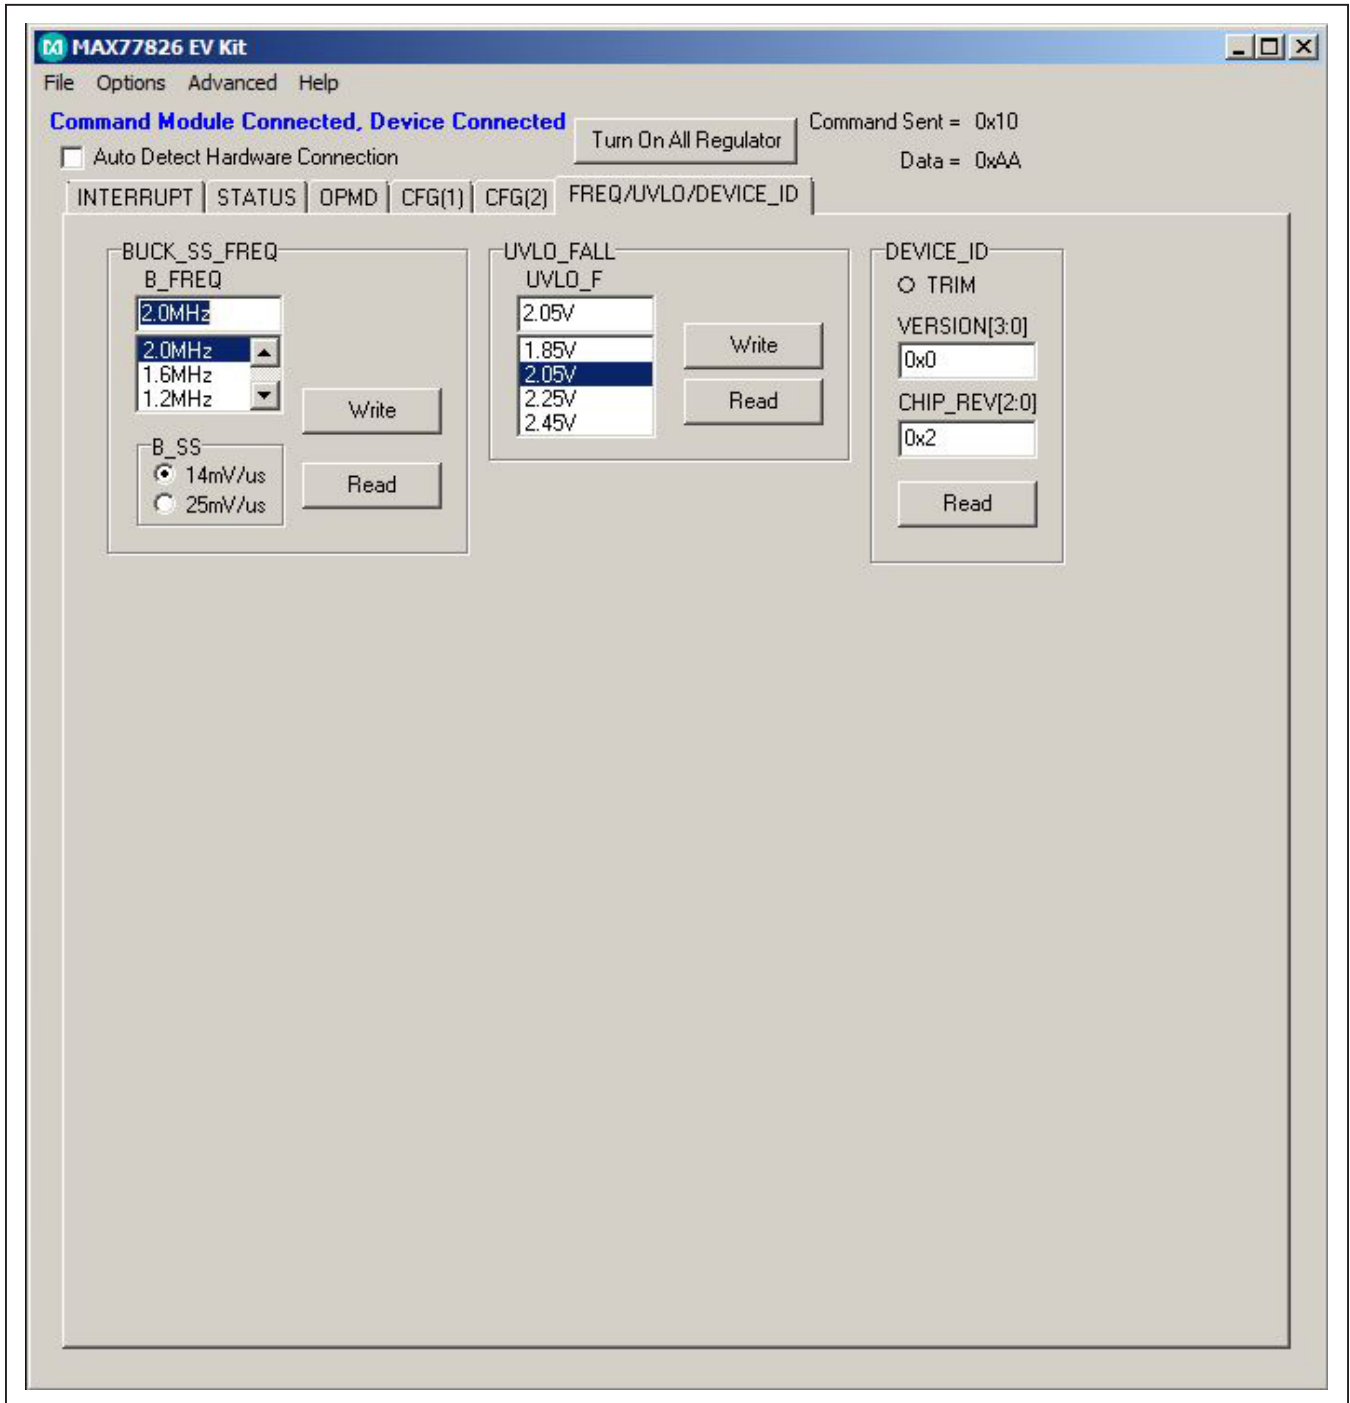 MAX77826 EV Kit
File Options Advanced Help
Command Module Connected, Device Connected
Auto Detect Hardware Connection
Turn On All Regulator
Command Sent = 0x10
Data = 0xAA
INTERRUPT STATUS OPMD CFG(1) CFG(2) FREQ/UVLO/DEVICE_ID
BUCK_SS_FREQ
B_FREQ
2.0MHz
2.0MHz
1.6MHz
1.2MHz
B_SS
14mV/us
25mV/us
Write
Read
UVLO_FALL
UVLO_F
2.05V
1.85V
2.05V
2.25V
2.45V
Write
Read
DEVICE_ID
TRIM
VERSION[3:0]
0x0
CHIP_REV[2:0]
0x2
Read